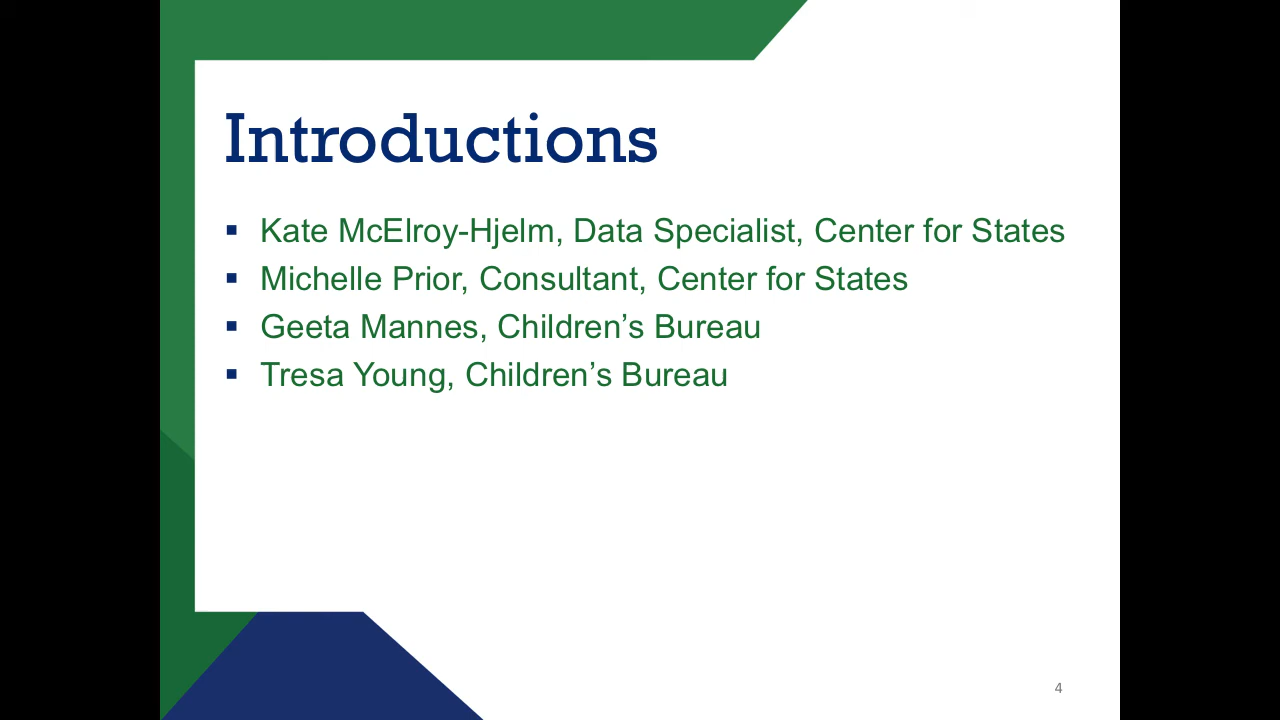 Introductions
▪ Kate McElroy-Hjelm, Data Specialist, Center for States
▪ Michelle Prior, Consultant, Center for States
▪ Geeta Mannes, Children’s Bureau
▪ Tresa Young, Children’s Bureau
4